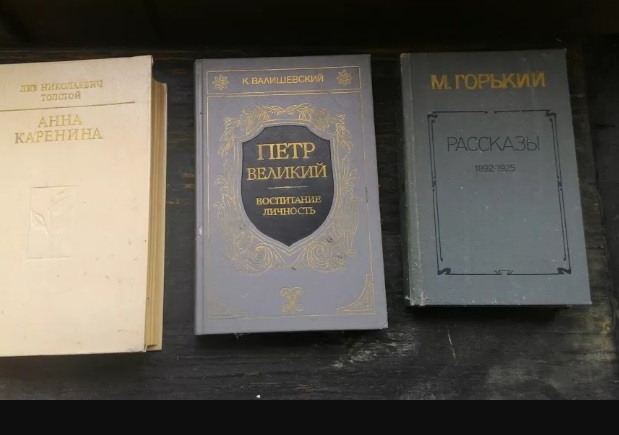 ЛЕВ НИКОЛАЕВИЧ
ТОЛСТОЙ
АННА
КАРЕНИНА
К. ВАЛИШЕВСКИЙ
ПЕТР
ВЕЛИКИЙ
ВОСПИТАНИЕ
ЛИЧНОСТЬ
М. ГОРЬКИЙ
РАССКАЗЫ
1892-1925